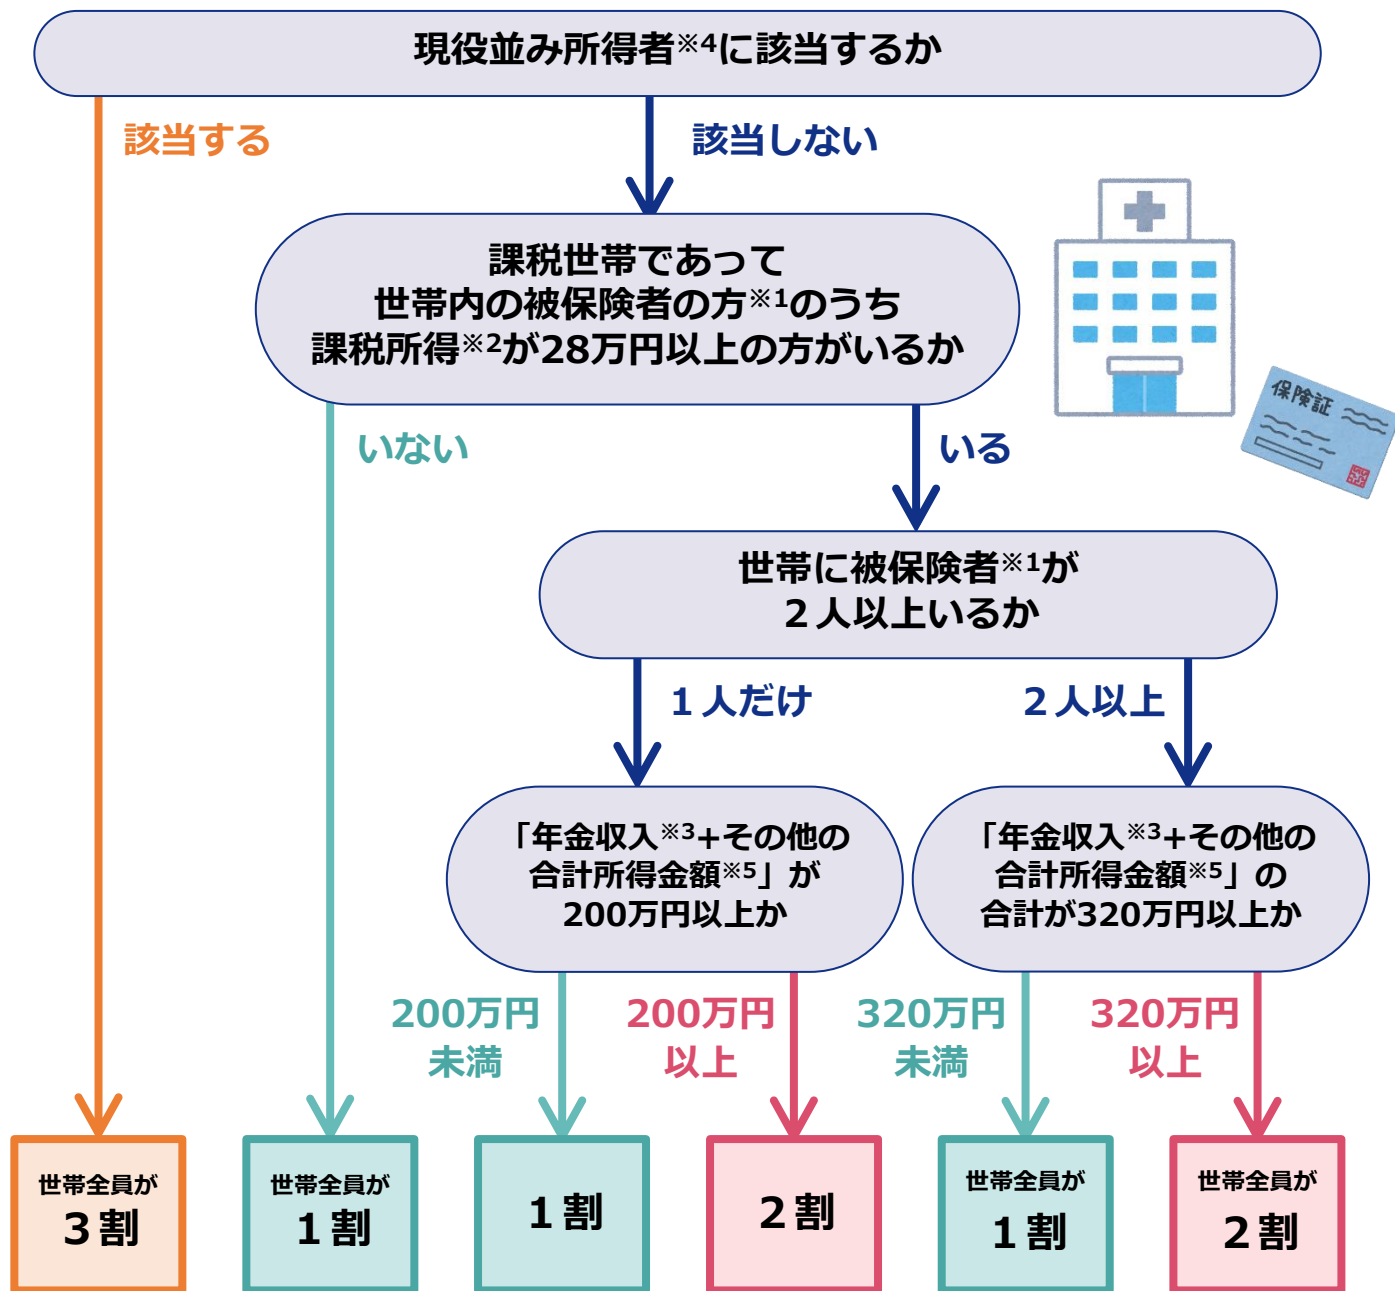 現役並み所得者※4に該当するか
該当する
該当しない
課税世帯であって
世帯内の被保険者の方※1のうち
課税所得※2が28万円以上の方がいるか
保険証
いない
いる
世帯に被保険者※1が
２人以上いるか
１人だけ
２人以上
「年金収入※3+その他の
合計所得金額※5」が
200万円以上か
「年金収入※3+その他の
合計所得金額※5」の
合計が320万円以上か
200万円
未満
200万円
以上
320万円
未満
320万円
以上
世帯全員が
３割
世帯全員が
１割
１割
２割
世帯全員が
１割
世帯全員が
２割